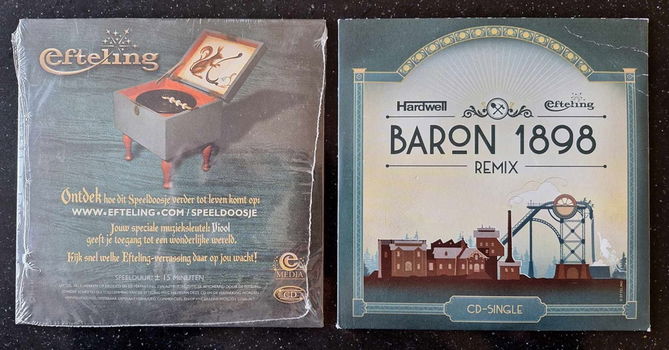 Efteling
Ontdek hoe dit Speeldoosje verder tot leven komt op:
WWW.EFTELING.COM/SPEELDOOSJE
Jouw speciale muzieksleutel: Viool
geeft je toegang tot een wonderlijke wereld.
Kijk snel welke Efteling-verrassing daar op jou wacht!
SPEELDUUR: ± 15 MINUTEN
e
MEDIA
CD
Hardwell
Efteling
BARON 1898
REMIX
CD-SINGLE